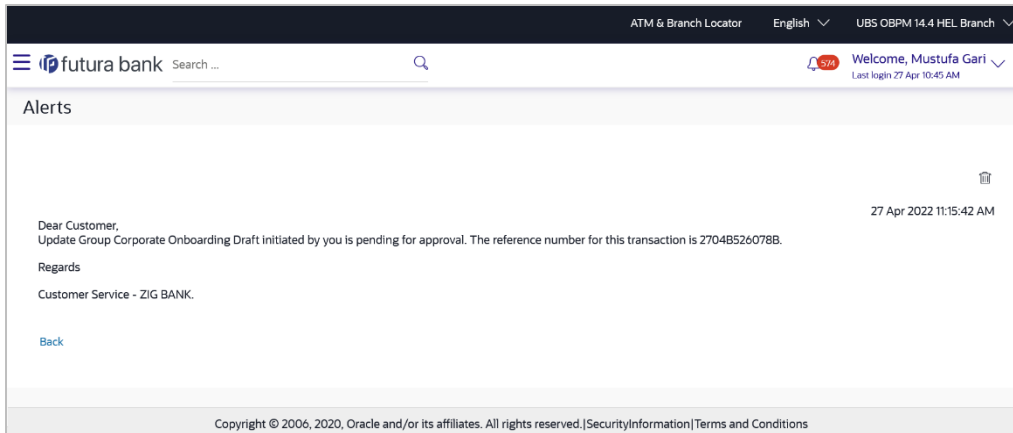 ATM & Branch Locator English UBS OBPM 14.4 HEL Branch
futura bank Search ... 574 Welcome, Mustufa Gari
Last login 27 Apr 10:45 AM
Alerts
27 Apr 2022 11:15:42 AM
Dear Customer,
Update Group Corporate Onboarding Draft initiated by you is pending for approval. The reference number for this transaction is 2704B526078B.
Regards
Customer Service - ZIG BANK.
Back
Copyright © 2006, 2020, Oracle and/or its affiliates. All rights reserved.|SecurityInformation|Terms and Conditions